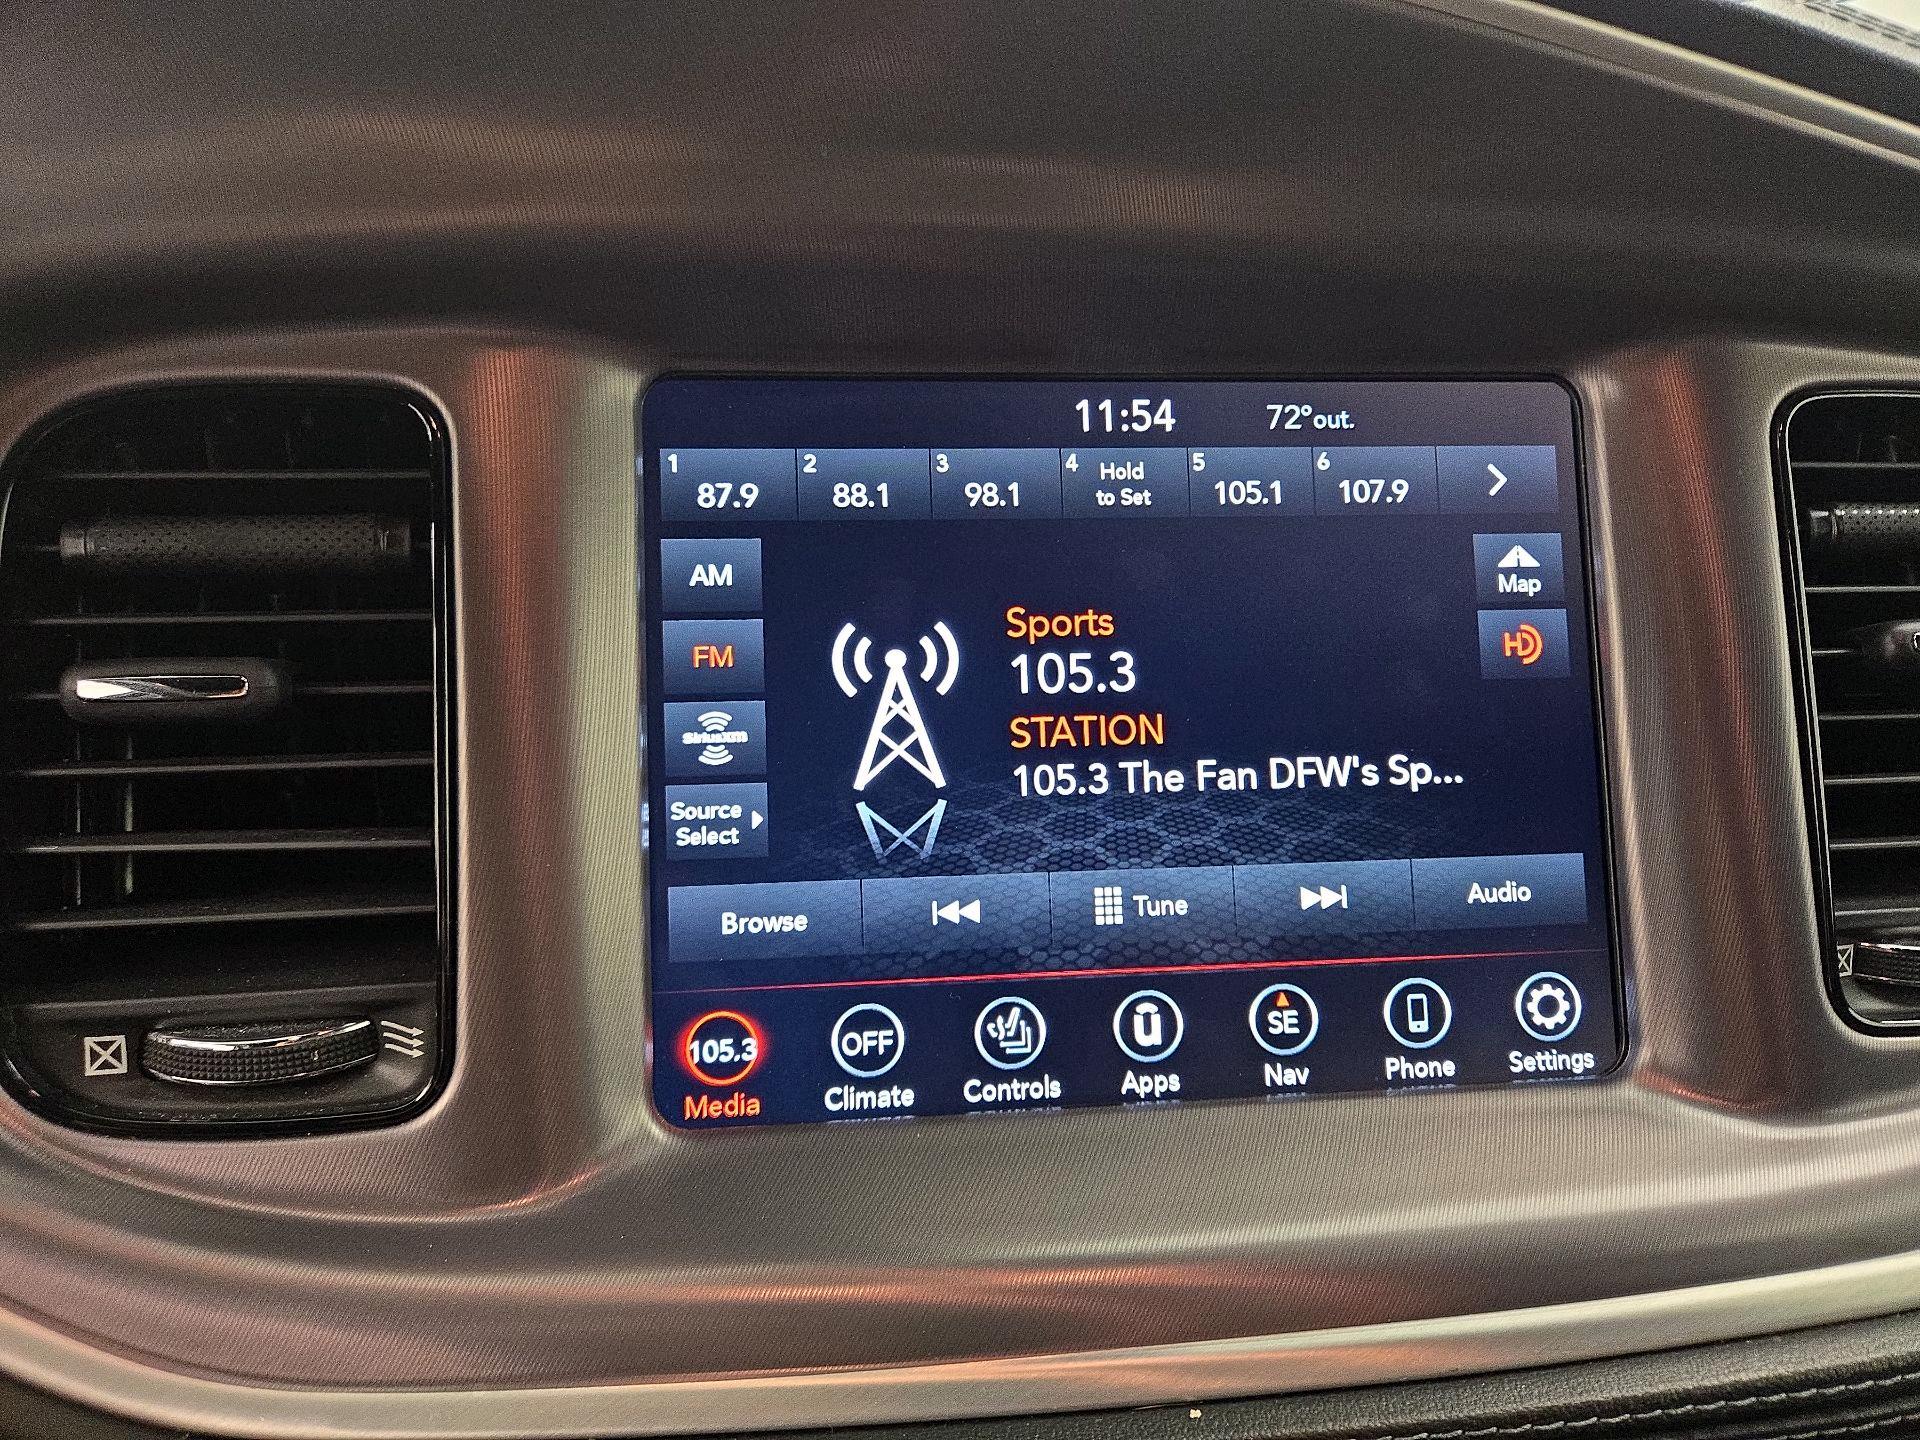 11:54 72°out.
1 87.9 2 88.1 3 98.1 4 Hold to Set 5 105.1 6 107.9
AM
Map
Sports
FM
HD
105.3
STATION
SiriusXM
105.3 The Fan DFW's Sp...
Source
Select
Browse Tune Audio
105.3 OFF ü SE
Media Climate Controls Apps Nav Phone Settings